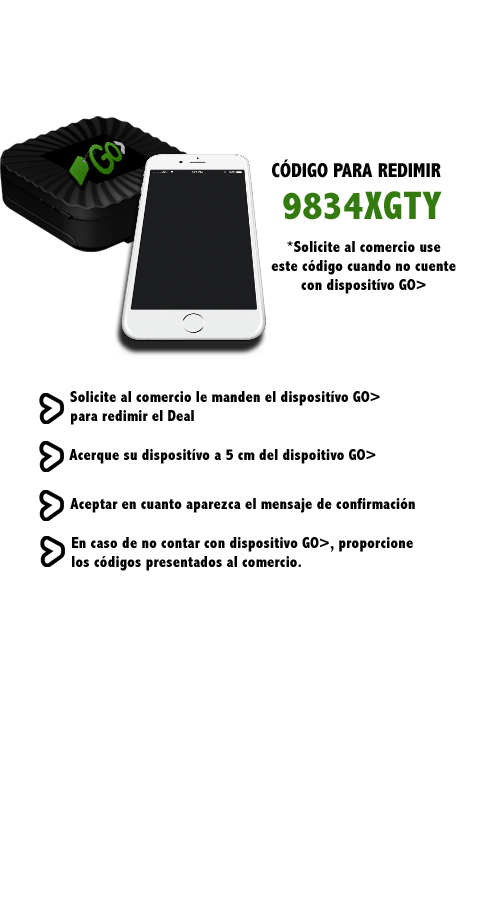 GO>
CÓDIGO PARA REDIMIR
9834XGTY
*Solicite al comercio use
este código cuando no cuente
con dispositívo GO>
Solicite al comercio le manden el dispositívo GO>
para redimir el Deal
Acerque su dispositívo a 5 cm del dispoitivo GO>
Aceptar en cuanto aparezca el mensaje de confirmación
En caso de no contar con dispositivo GO>, proporcione
los códigos presentados al comercio.